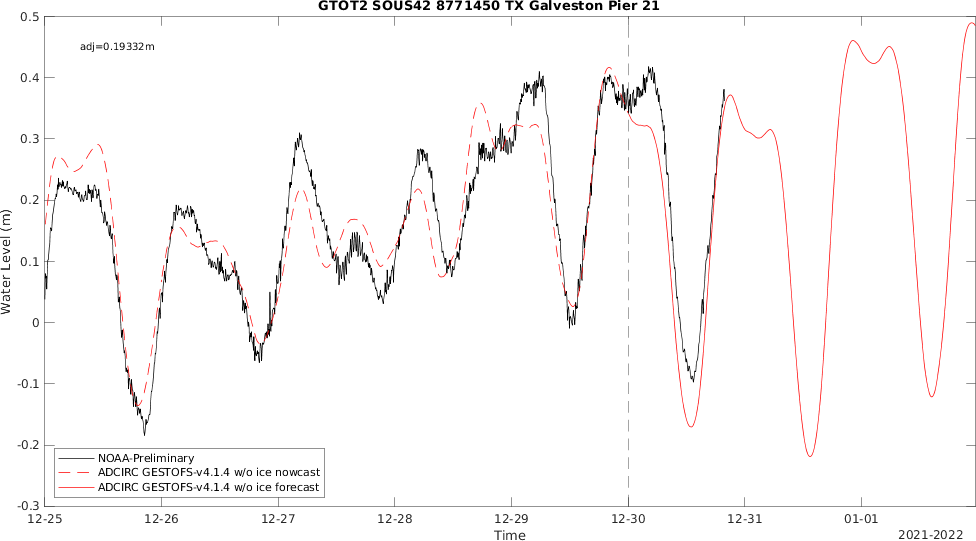 GTOT2 SOUS42 8771450 TX Galveston Pier 21
0.5
adj=0.19332m
0.4
0.3
0.2
0.1
0
-0.1
-0.2
-0.3
Water Level (m)
NOAA-Preliminary
ADCIRC GESTOFS-v4.1.4 w/o ice nowcast
ADCIRC GESTOFS-v4.1.4 w/o ice forecast
12-25 12-26 12-27 12-28 12-29 12-30 12-31 01-01
Time
2021-2022